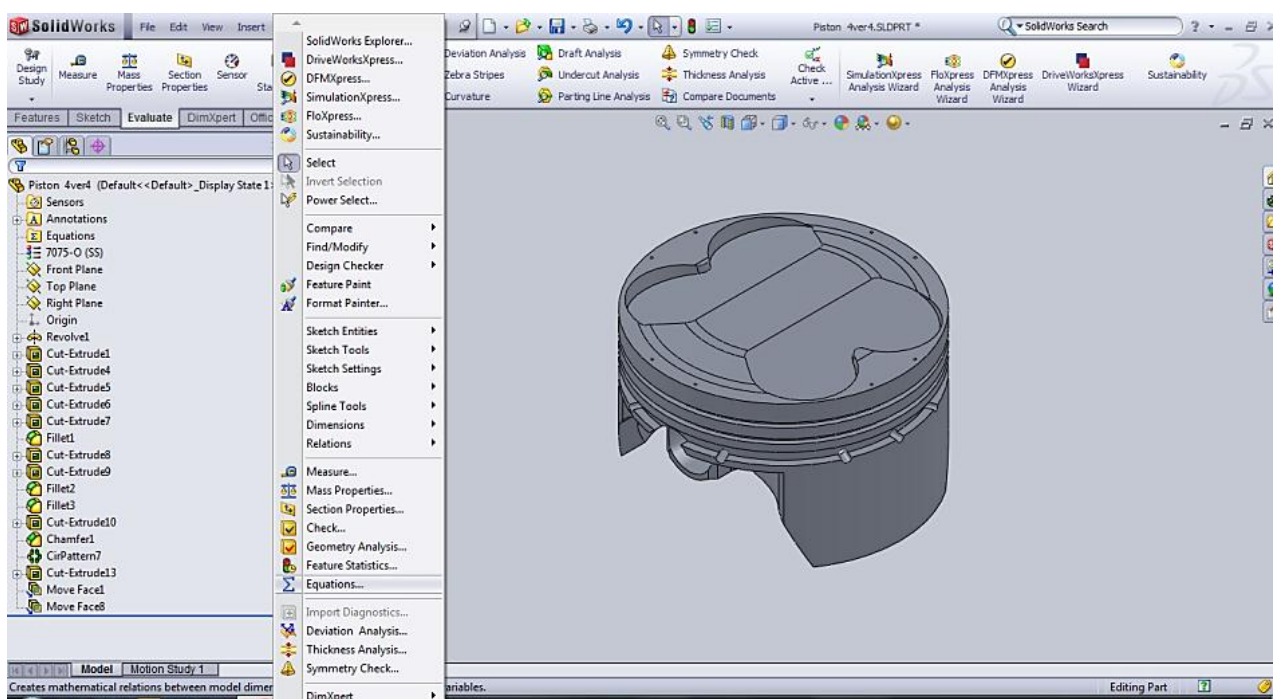 SolidWorks File Edit View Insert Piston 4ver4.SLDPRT * SolidWorks Search
Design Study
Measure
Mass Properties
Section Properties
Sensor
Sta
Deviation Analysis Draft Analysis Symmetry Check
Zebra Stripes Undercut Analysis Thickness Analysis
Curvature Parting Line Analysis Compare Documents
Check Active ...
SimulationXpress Analysis Wizard
FloXpress Analysis Wizard
DFMXpress Analysis Wizard
DriveWorksXpress Wizard
Sustainability
Features Sketch Evaluate DimXpert Offic
Piston 4ver4 (Default<<Default>_Display State 1>
Sensors
Annotations
Equations
7075-O (SS)
Front Plane
Top Plane
Right Plane
Origin
Revolve1
Cut-Extrude1
Cut-Extrude4
Cut-Extrude5
Cut-Extrude6
Cut-Extrude7
Fillet1
Cut-Extrude8
Cut-Extrude9
Fillet2
Fillet3
Cut-Extrude10
Chamfer1
CirPattern7
Cut-Extrude13
Move Face1
Move Face8
SolidWorks Explorer...
DriveWorksXpress...
DFMXpress...
SimulationXpress...
FloXpress...
Sustainability...
Select
Invert Selection
Power Select...
Compare
Find/Modify
Design Checker
Feature Paint
Format Painter...
Sketch Entities
Sketch Tools
Sketch Settings
Blocks
Spline Tools
Dimensions
Relations
Measure...
Mass Properties...
Section Properties...
Check...
Geometry Analysis...
Feature Statistics...
Equations...
Import Diagnostics...
Deviation Analysis...
Thickness Analysis...
Symmetry Check...
DimXpert
Model Motion Study 1
Creates mathematical relations between model dimer ariables. Editing Part